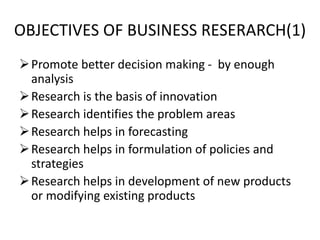 OBJECTIVES OF BUSINESS RESERARCH(1)
➢Promote better decision making - by enough
analysis
➢Research is the basis of innovation
➢Research identifies the problem areas
➢Research helps in forecasting
➢Research helps in formulation of policies and
strategies
➢Research helps in development of new products
or modifying existing products